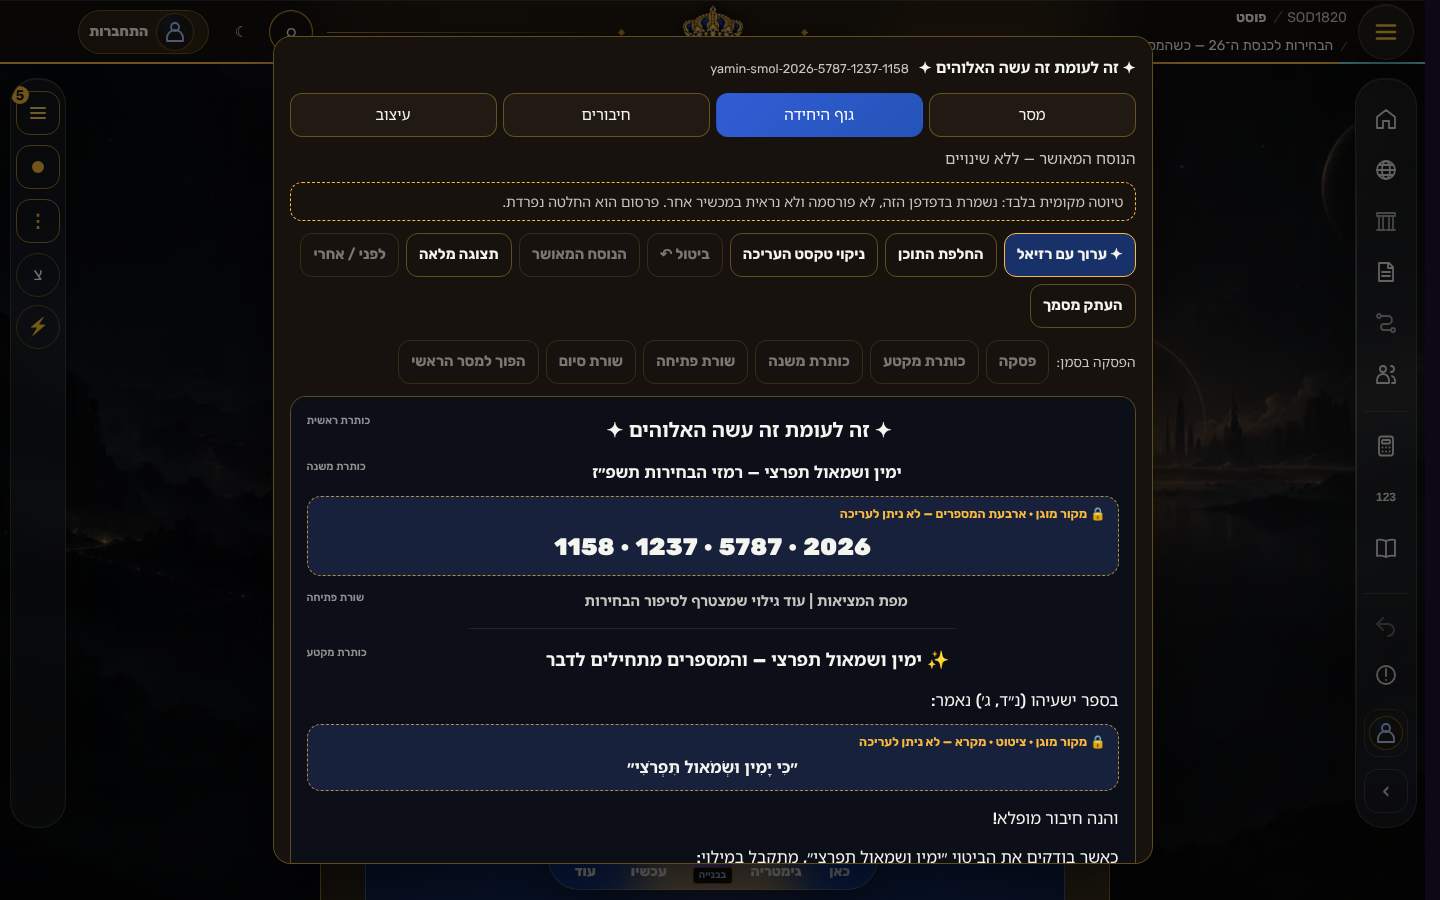 SOD1820 / פוסט
/ הבחירות לכנסת ה־26 – כשהמס
התחברות
5
צ
123
✦ זה לעומת זה עשה האלוהים ✦ yamin-smol-2026-5787-1237-1158
מסר
גוף היחידה
חיבורים
עיצוב
הנוסח המאושר – ללא שינויים
טיוטה מקומית בלבד: נשמרת בדפדפן הזה, לא פורסמה ולא נראית במכשיר אחר. פרסום הוא החלטה נפרדת.
✦ ערוך עם רזיאל
החלפת התוכן
ניקוי טקסט העריכה
ביטול ↶
הנוסח המאושר
תצוגה מלאה
לפני / אחרי
העתק מסמך
הפסקה בסמן:
פסקה
כותרת מקטע
כותרת משנה
שורת פתיחה
שורת סיום
הפוך למסר הראשי
✦ זה לעומת זה עשה האלוהים ✦
כותרת ראשית
ימין ושמאול תפרצי – רמזי הבחירות תשפ״ז
כותרת משנה
🔒 מקור מוגן • ארבעת המספרים – לא ניתן לעריכה
1158 • 1237 • 5787 • 2026
מפת המציאות | עוד גילוי שמצטרף לסיפור הבחירות
שורת פתיחה
✨ ימין ושמאול תפרצי – והמספרים מתחילים לדבר
כותרת מקטע
בספר ישעיהו (נ״ד, ג׳) נאמר:
🔒 מקור מוגן • ציטוט • מקרא – לא ניתן לעריכה
״כִּי יָמִין וּשְׂמֹאול תִּפְרֹצִי״
והנה חיבור מופלא!
כאשר בודקים את הביטוי ״ימין ושמאול תפרצי״, מתקבל במילוי:
כאן
גימטריה
בבנייה
עכשיו
עוד